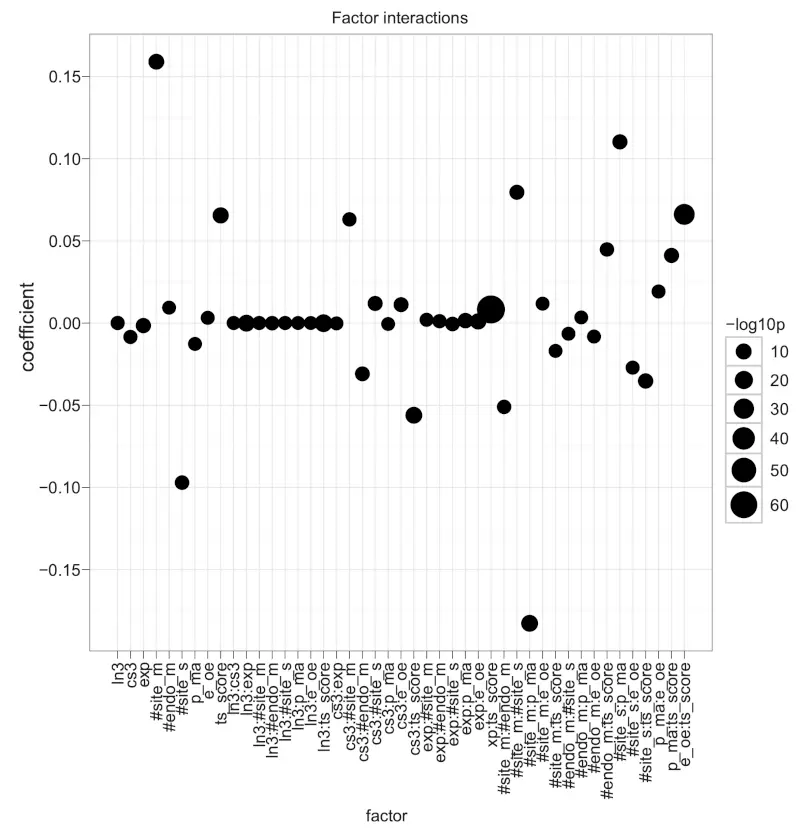 Factor interactions
0.15
0.10
0.05
0.00
−0.05
−0.10
−0.15
coefficient
ln3
cs3
exp
#site_m
#endo_m
#site_s
p_ma
e_oe
ts_score
ln3:cs3
ln3:exp
ln3:#site_m
ln3:#endo_m
ln3:#site_s
ln3:p_ma
ln3:e_oe
ln3:ts_score
cs3:exp
cs3:#site_m
cs3:#endo_m
cs3:#site_s
cs3:p_ma
cs3:e_oe
cs3:ts_score
exp:#site_m
exp:#endo_m
exp:#site_s
exp:p_ma
exp:e_oe
xp:ts_score
#site_m:#endo_m
#site_m:#site_s
#site_m:p_ma
#site_m:e_oe
#site_m:ts_score
#endo_m:#site_s
#endo_m:p_ma
#endo_m:e_oe
#endo_m:ts_score
#site_s:p_ma
#site_s:e_oe
#site_s:ts_score
p_ma:e_oe
p_ma:ts_score
e_oe:ts_score
factor
−log10p
10
20
30
40
50
60